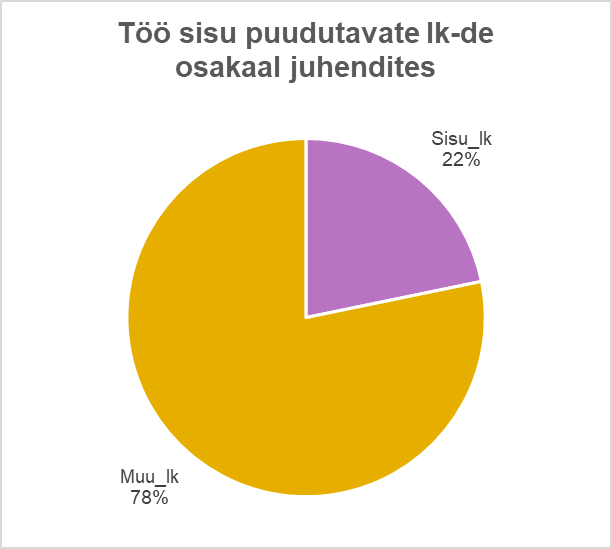 Töö sisu puudutavate lk-de
osakaal juhendites
Sisu_lk
22%
Muu_lk
78%